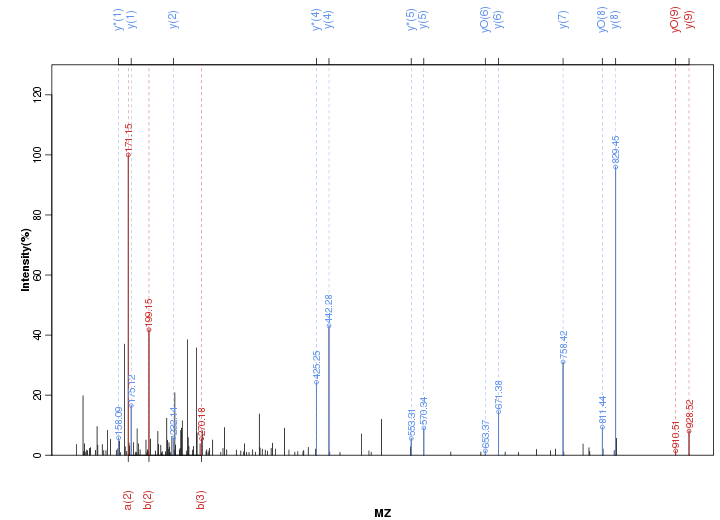 y*(1)
y(1)
y(2)
y*(4)
y(4)
y*(5)
y(5)
yO(6)
y(6)
y(7)
yO(8)
y(8)
yO(9)
y(9)
Intensity(%)
0
20
40
60
80
100
120
158.09
171.15
175.12
199.15
232.14
270.18
425.25
442.28
553.31
570.34
653.37
671.38
758.42
811.44
829.45
910.51
928.52
a(2)
b(2)
b(3)
MZ